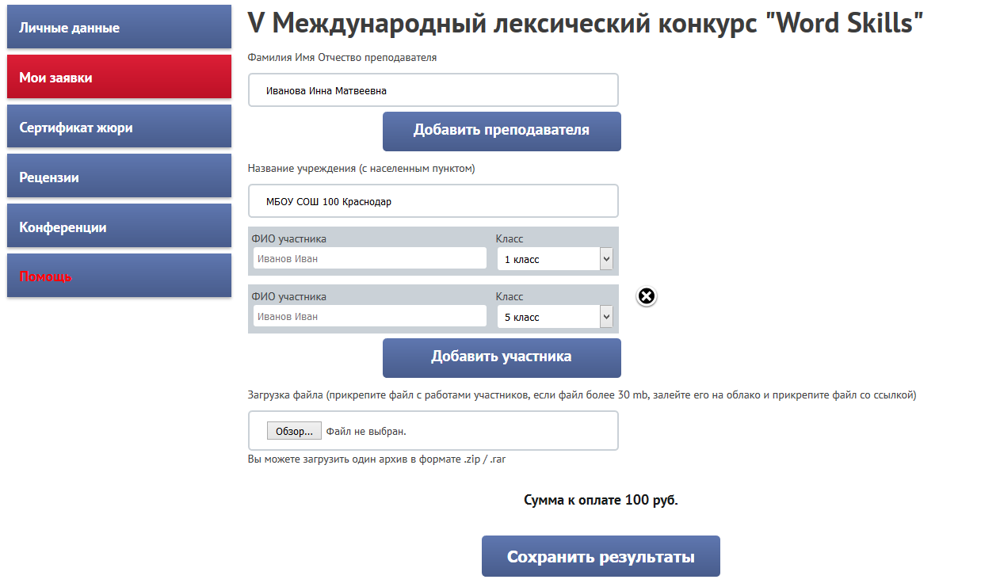 Личные данные
Мои заявки
Сертификат жюри
Рецензии
Конференции
Помощь
V Международный лексический конкурс "Word Skills"
Фамилия Имя Отчество преподавателя
Иванова Инна Матвеевна
Добавить преподавателя
Название учреждения (с населенным пунктом)
МБОУ СОШ 100 Краснодар
ФИО участника Класс
Иванов Иван 1 класс
ФИО участника Класс
Иванов Иван 5 класс
Добавить участника
Загрузка файла (прикрепите файл с работами участников, если файл более 30 mb, залейте его на облако и прикрепите файл со ссылкой)
Обзор... Файл не выбран.
Вы можете загрузить один архив в формате .zip / .rar
Сумма к оплате 100 руб.
Сохранить результаты